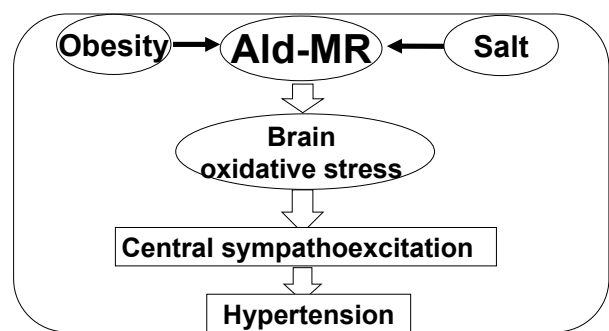 Obesity
Ald-MR
Salt
Brain
oxidative stress
Central sympathoexcitation
Hypertension